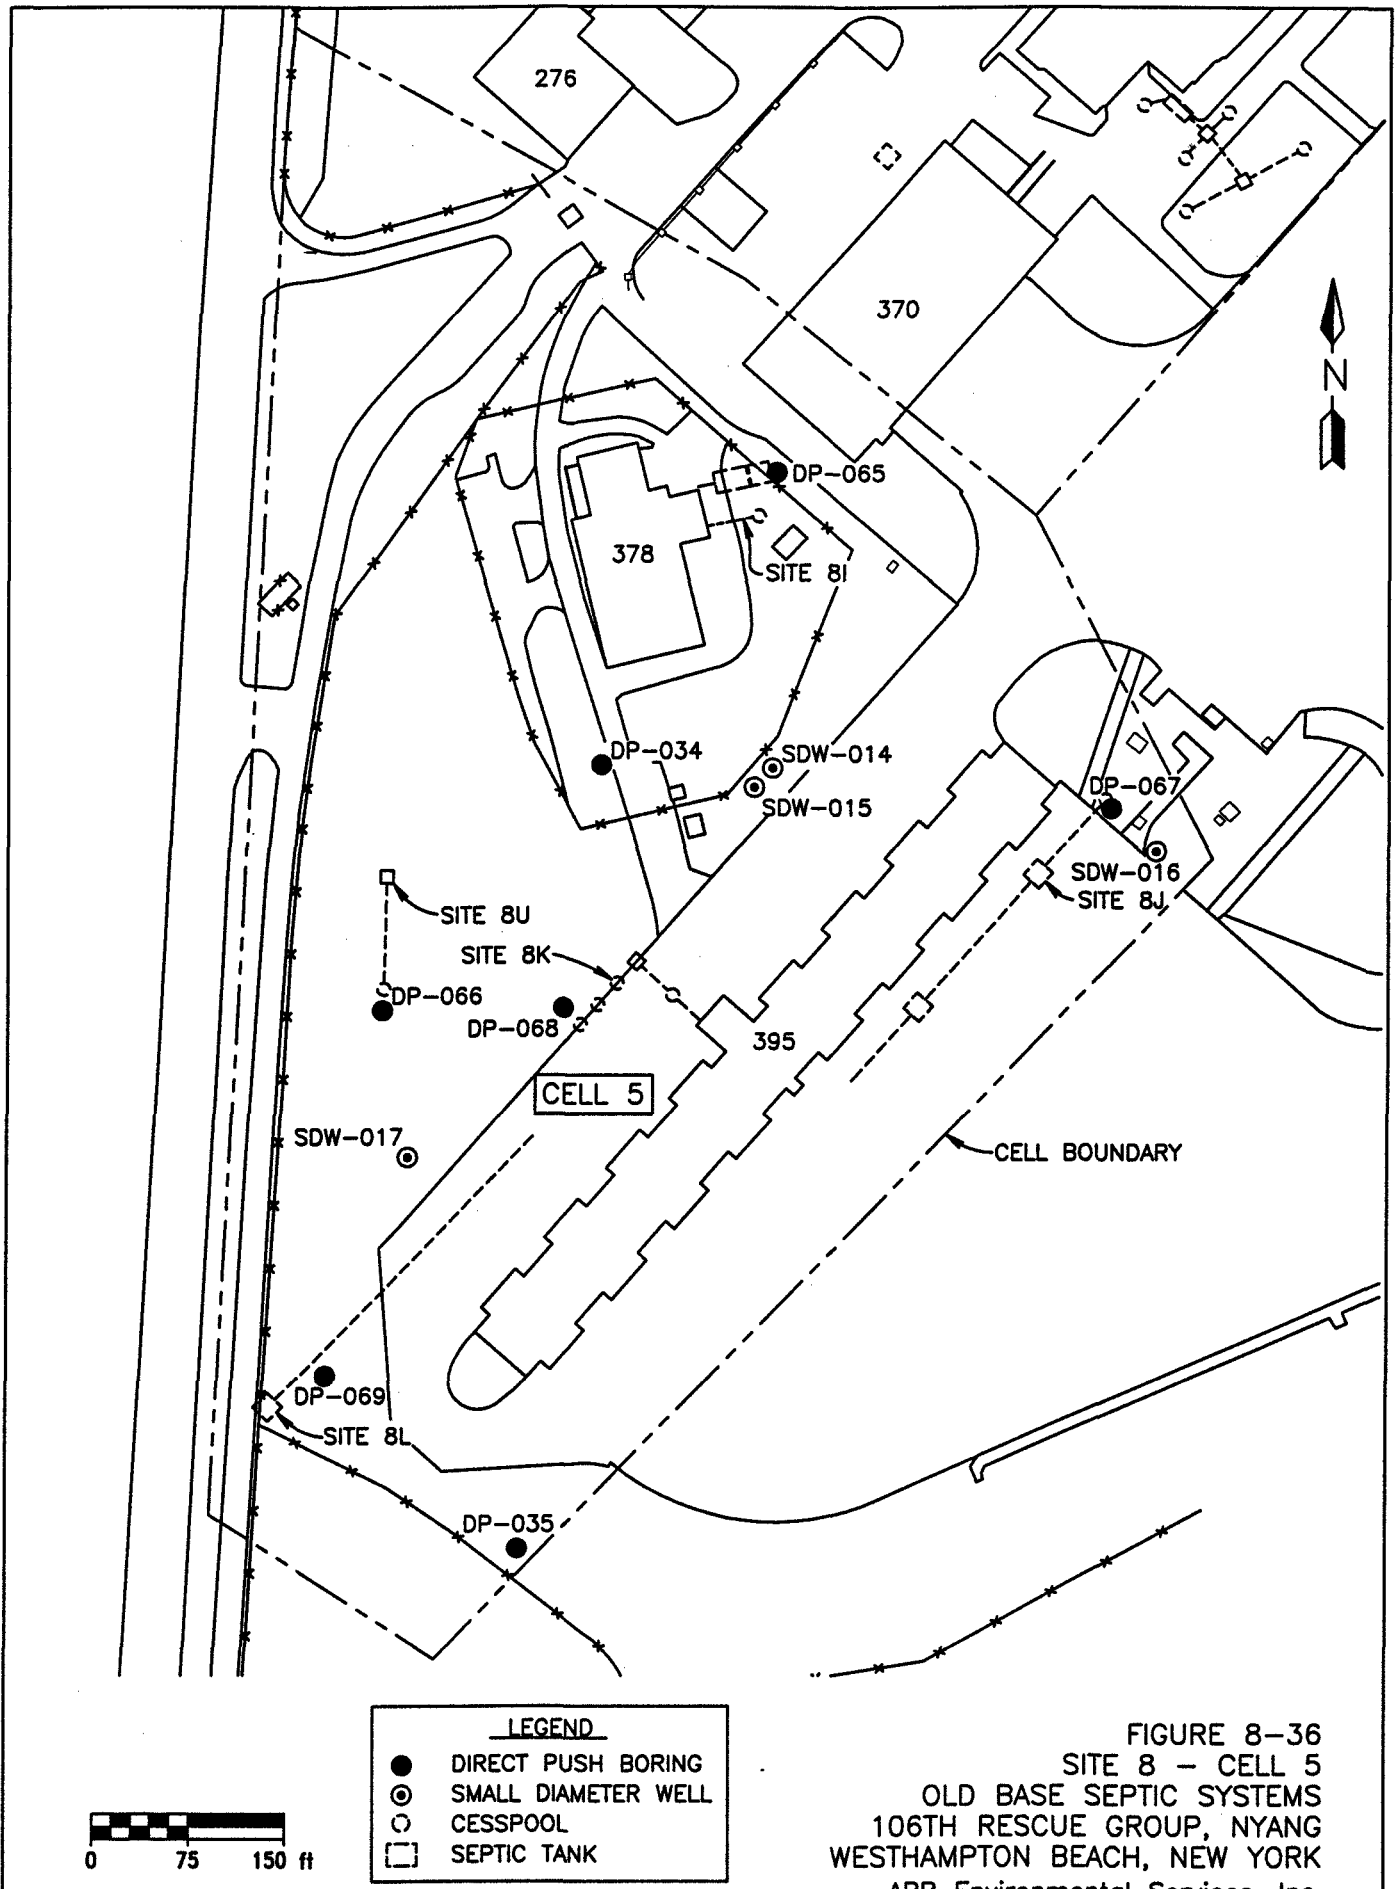 276
370
N
DP-065
378
SITE 8I
DP-034
SDW-014
SDW-015
DP-067
SDW-016
SITE 8J
SITE 8U
SITE 8K
DP-066
DP-068
395
CELL 5
SDW-017
CELL BOUNDARY
DP-069
SITE 8L
DP-035
LEGEND
DIRECT PUSH BORING
SMALL DIAMETER WELL
CESSPOOL
SEPTIC TANK
0 75 150 ft
FIGURE 8-36
SITE 8 - CELL 5
OLD BASE SEPTIC SYSTEMS
106TH RESCUE GROUP, NYANG
WESTHAMPTON BEACH, NEW YORK
Environmental Services, Inc.